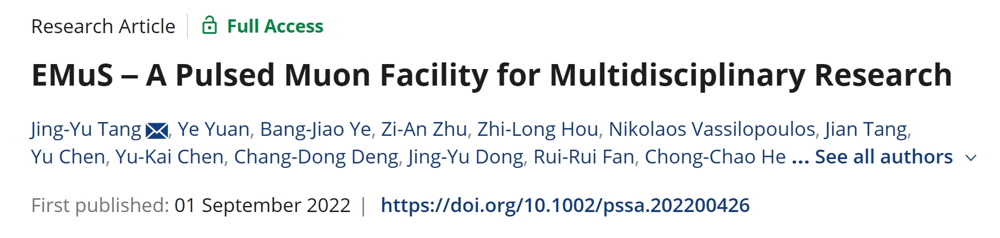 Research Article Full Access
EMuS – A Pulsed Muon Facility for Multidisciplinary Research
Jing-Yu Tang, Ye Yuan, Bang-Jiao Ye, Zi-An Zhu, Zhi-Long Hou, Nikolaos Vassilopoulos, Jian Tang,
Yu Chen, Yu-Kai Chen, Chang-Dong Deng, Jing-Yu Dong, Rui-Rui Fan, Chong-Chao He ... See all authors
First published: 01 September 2022 | https://doi.org/10.1002/pssa.202200426